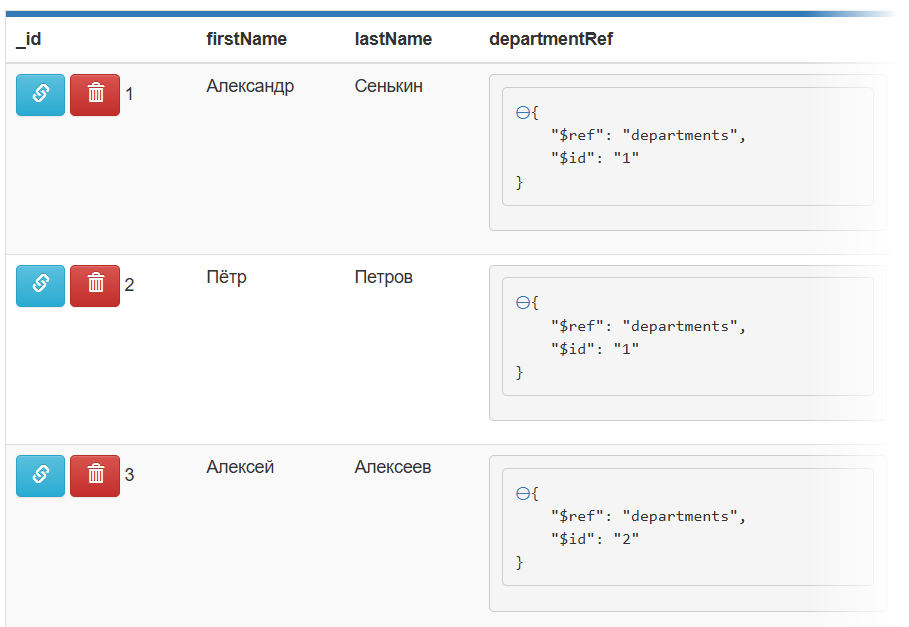 _id firstName lastName departmentRef
1 Александр Сенькин
{
"$ref": "departments",
"$id": "1"
}
2 Пётр Петров
{
"$ref": "departments",
"$id": "1"
}
3 Алексей Алексеев
{
"$ref": "departments",
"$id": "2"
}